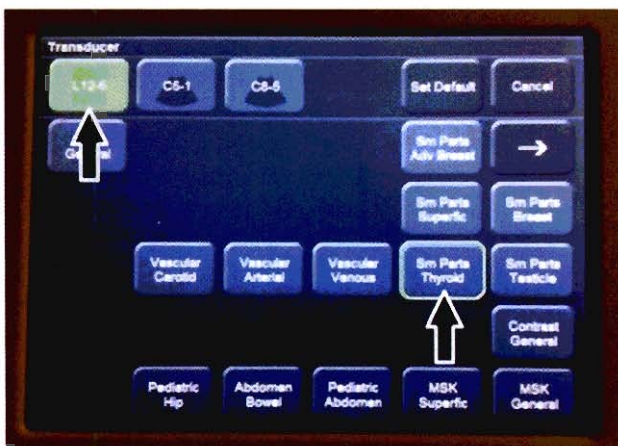 Transducer
L12-5
C5-1
C8-5
Set Default
Cancel
General
Sm Parts
Adv Breast
Sm Parts
Superfic
Sm Parts
Breast
Vascular
Carotid
Vascular
Arterial
Vascular
Venous
Sm Parts
Thyroid
Sm Parts
Testicle
Contrast
General
Pediatric
Hip
Abdomen
Bowel
Pediatric
Abdomen
MSK
Superfic
MSK
General